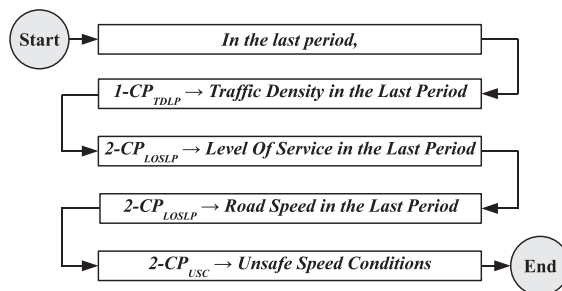 Start
In the last period,
1-CP_TDLP → Traffic Density in the Last Period
2-CP_LOSLP → Level Of Service in the Last Period
2-CP_LOSLP → Road Speed in the Last Period
2-CP_USC → Unsafe Speed Conditions
End